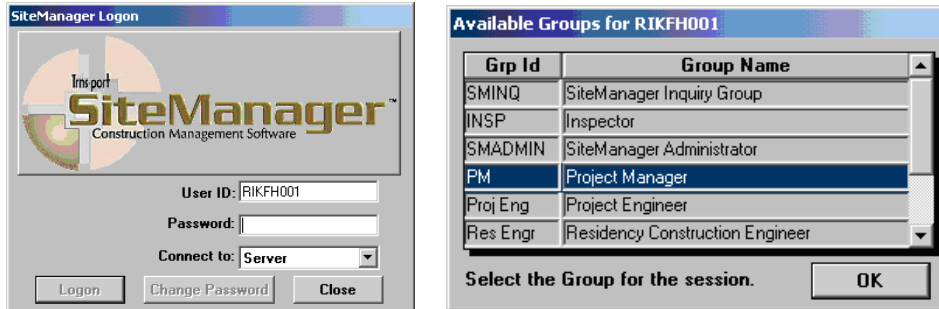 SiteManager Logon
Trns·port
SiteManager™
Construction Management Software
User ID: RIKFH001
Password:
Connect to: Server
Logon Change Password Close
Available Groups for RIKFH001
Grp Id Group Name
SMINQ SiteManager Inquiry Group
INSP Inspector
SMADMIN SiteManager Administrator
PM Project Manager
Proj Eng Project Engineer
Res Engr Residency Construction Engineer
Select the Group for the session. OK